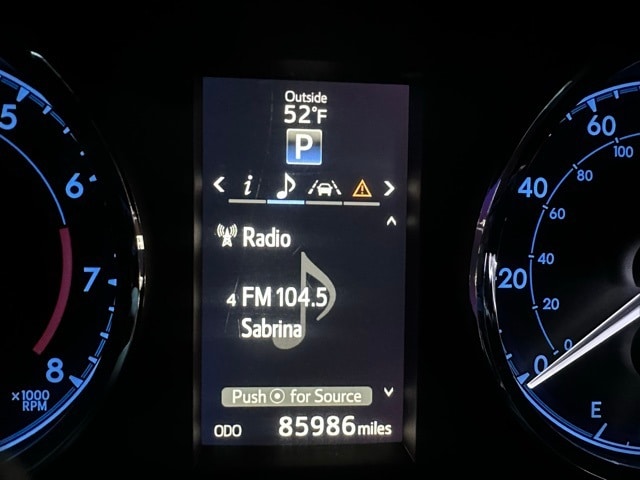 Outside
52°F
P
i
Radio
4 FM 104.5
Sabrina
Push for Source
ODO 85986 miles
5
6
7
8
x1000
RPM
60
40
20
0
100
80
60
40
20
0
E